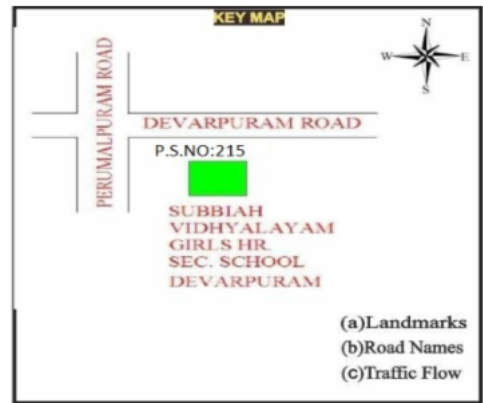 KEY MAP
N
W
E
S
PERUMALPURAM ROAD
DEVARPURAM ROAD
P.S.NO:215
SUBBIAH
VIDHYALAYAM
GIRLS HR.
SEC. SCHOOL
DEVARPURAM
(a)Landmarks
(b)Road Names
(c)Traffic Flow